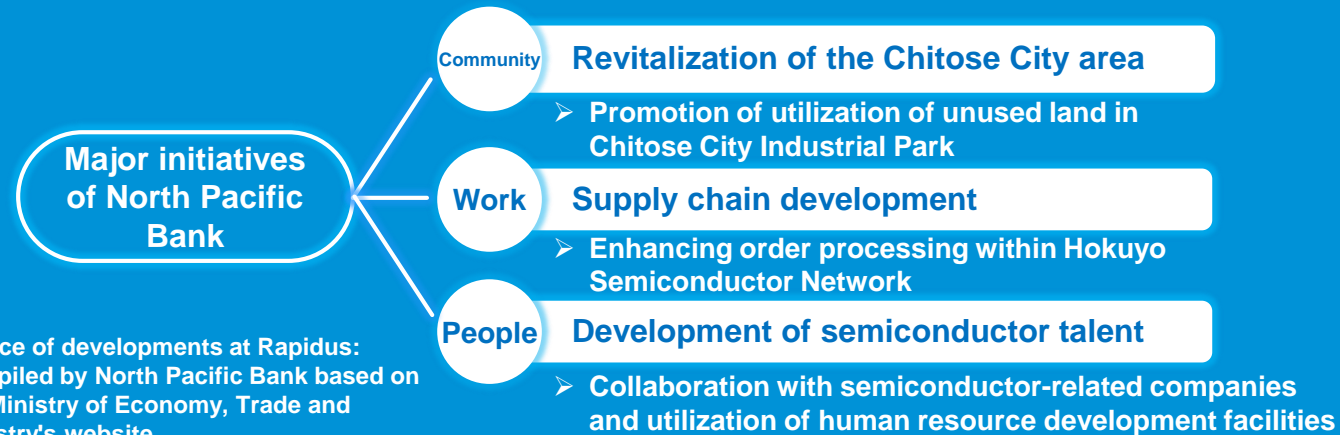 Major initiatives
of North Pacific
Bank
Community
Revitalization of the Chitose City area
➢ Promotion of utilization of unused land in
Chitose City Industrial Park
Work
Supply chain development
➢ Enhancing order processing within Hokuyo
Semiconductor Network
People
Development of semiconductor talent
➢ Collaboration with semiconductor-related companies
and utilization of human resource development facilities
of developments at Rapidus:
by North Pacific Bank based on
Ministry of Economy, Trade and
website